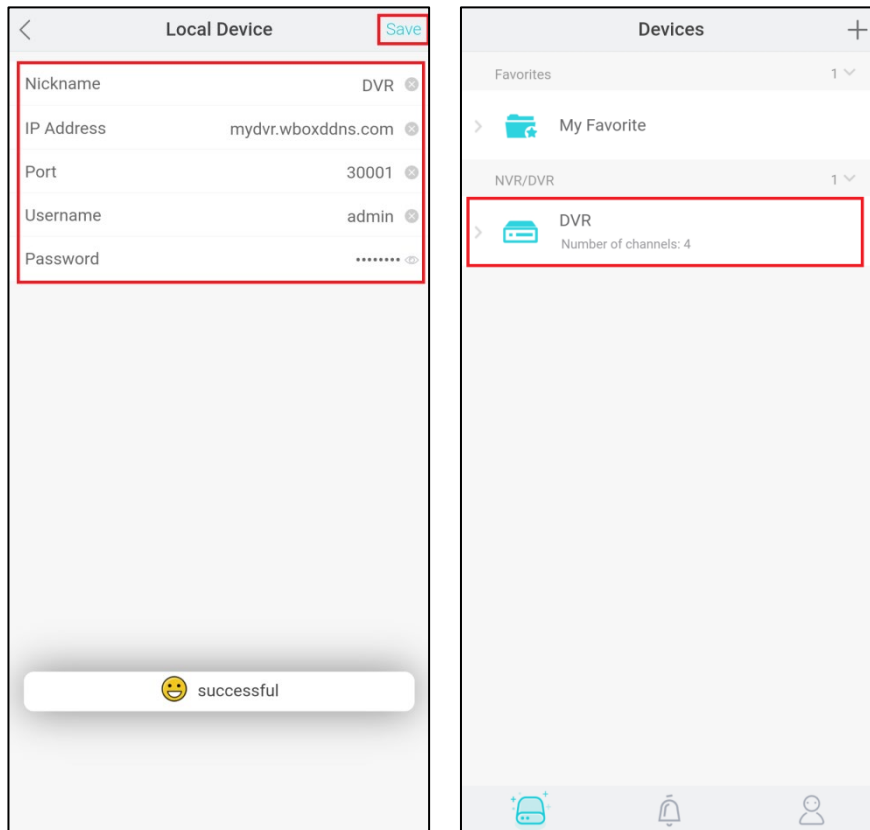 Local Device
Save
Nickname
DVR
IP Address
mydvr.wboxddns.com
Port
30001
Username
admin
Password
••••••••
successful
Devices
Favorites
1
My Favorite
NVR/DVR
1
DVR
Number of channels: 4